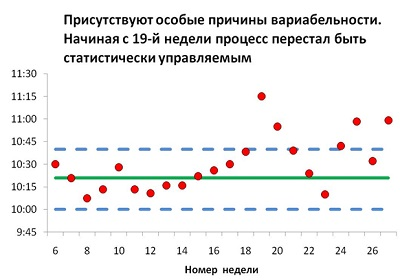 Присутствуют особые причины вариабельности.
Начиная с 19-й недели процесс перестал быть
статистически управляемым
11:30
11:15
11:00
10:45
10:30
10:15
10:00
9:45
6 8 10 12 14 16 18 20 22 24 26
Номер недели